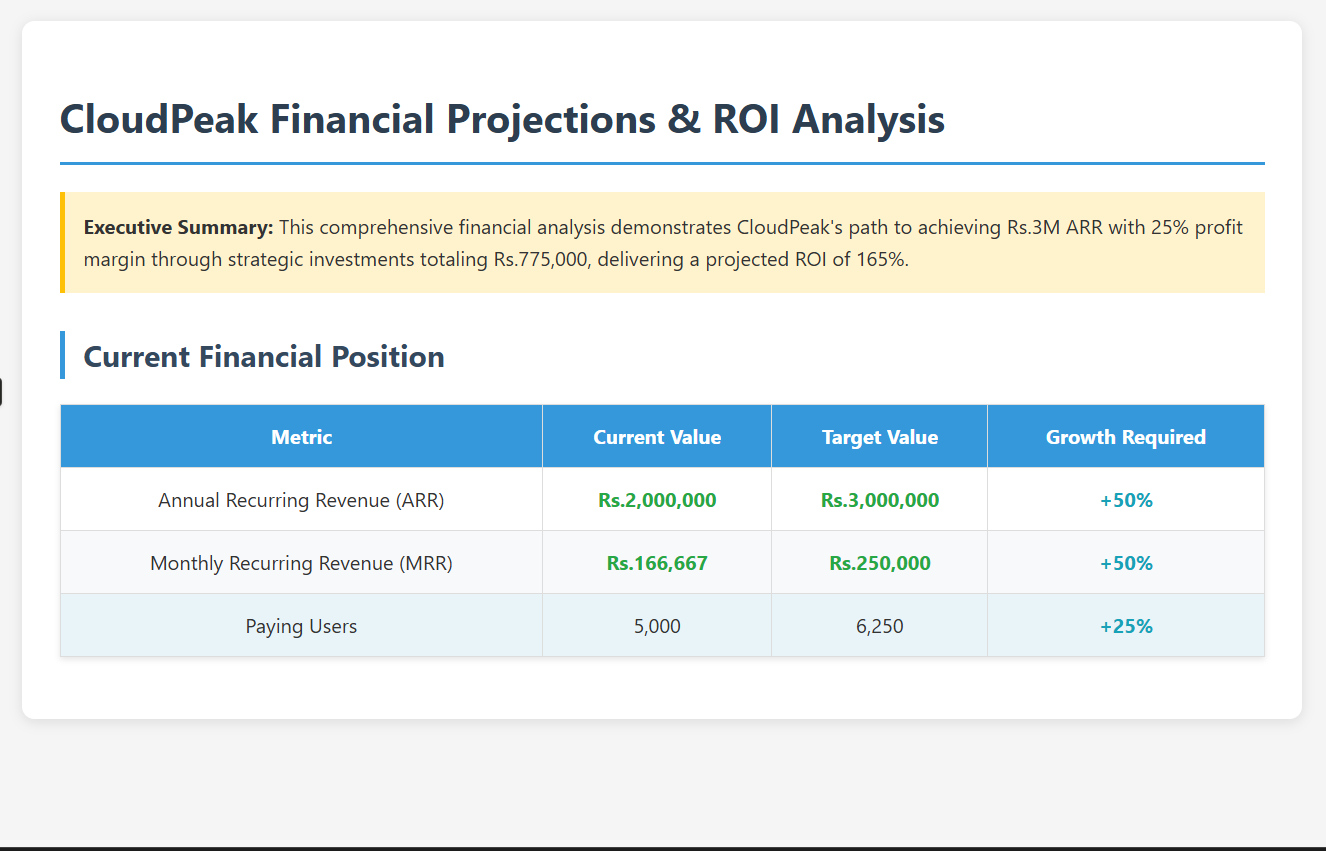 CloudPeak Financial Projections & ROI Analysis
Executive Summary: This comprehensive financial analysis demonstrates CloudPeak's path to achieving Rs.3M ARR with 25% profit
margin through strategic investments totaling Rs.775,000, delivering a projected ROI of 165%.
Current Financial Position
Metric Current Value Target Value Growth Required
Annual Recurring Revenue (ARR) Rs.2,000,000 Rs.3,000,000 +50%
Monthly Recurring Revenue (MRR) Rs.166,667 Rs.250,000 +50%
Paying Users 5,000 6,250 +25%